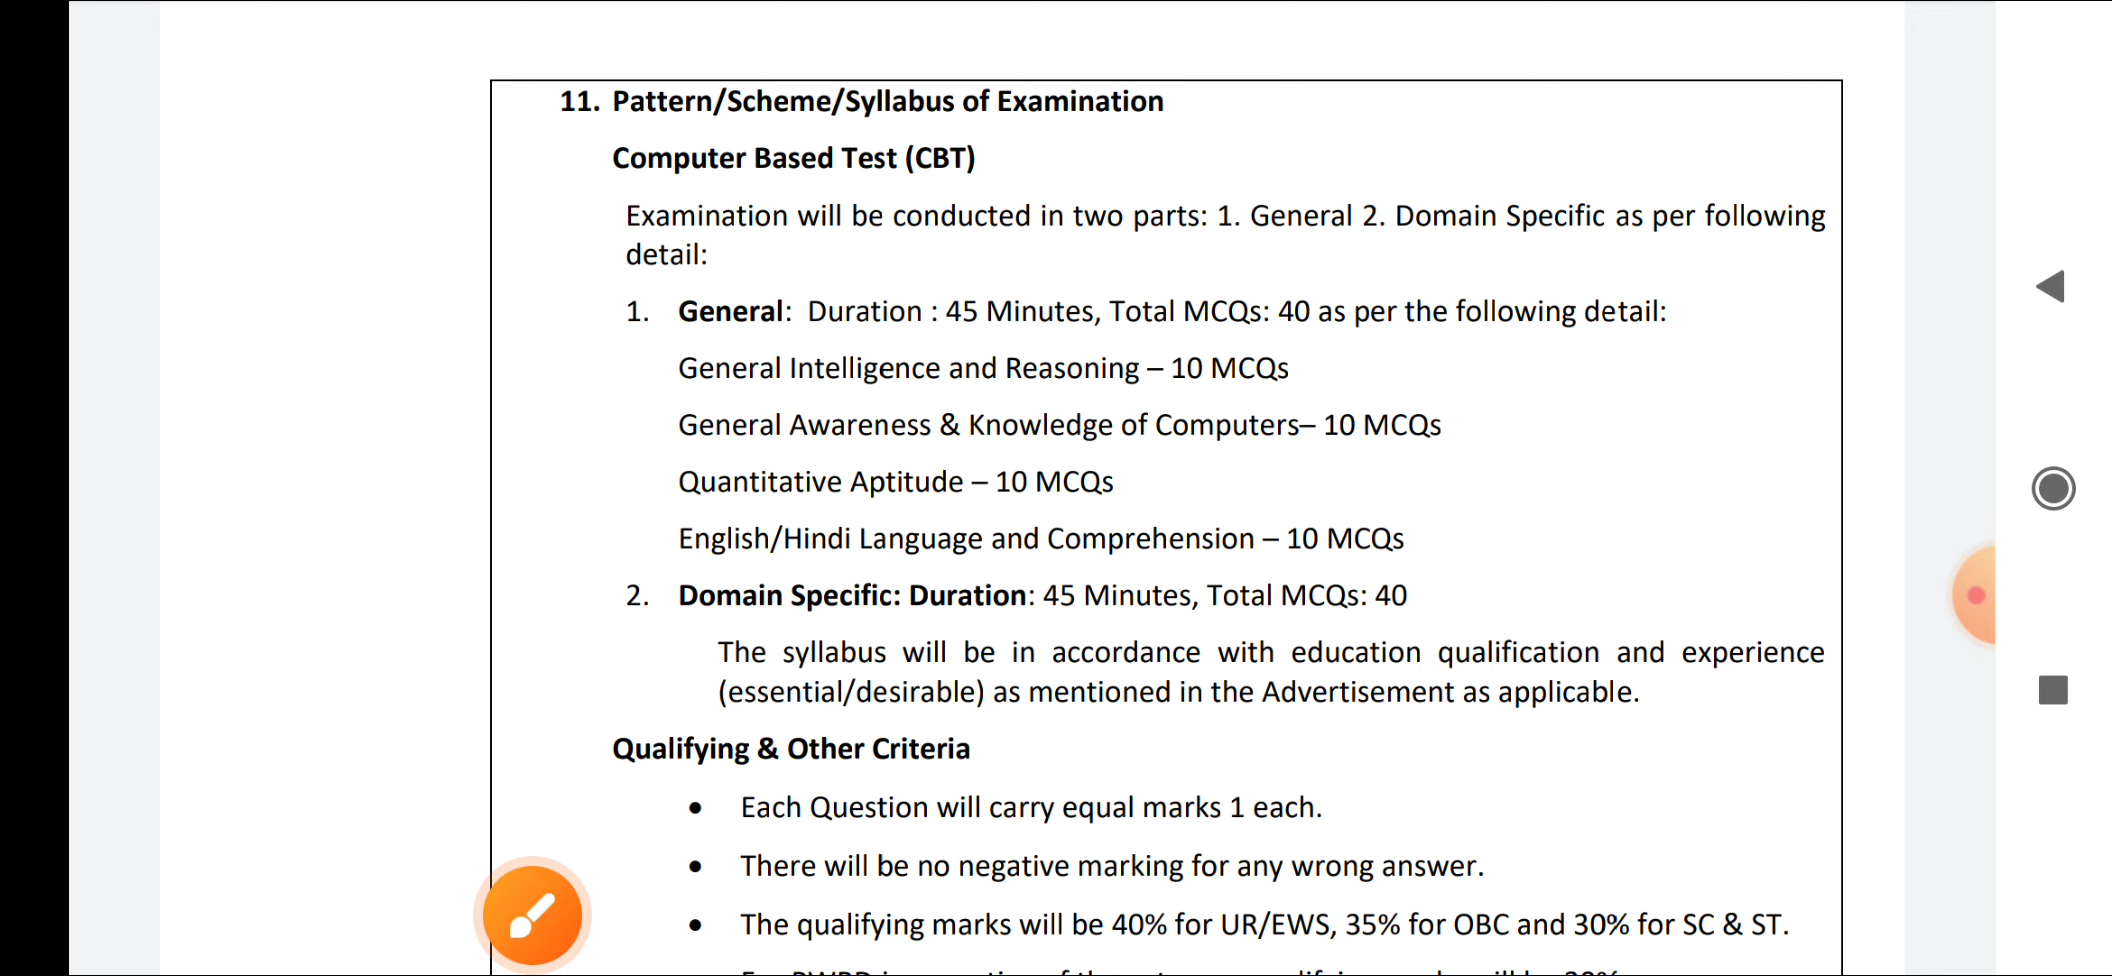 11. Pattern/Scheme/Syllabus of Examination
Computer Based Test (CBT)
Examination will be conducted in two parts: 1. General 2. Domain Specific as per following
detail:
1. General: Duration : 45 Minutes, Total MCQs: 40 as per the following detail:
General Intelligence and Reasoning – 10 MCQs
General Awareness & Knowledge of Computers– 10 MCQs
Quantitative Aptitude – 10 MCQs
English/Hindi Language and Comprehension – 10 MCQs
2. Domain Specific: Duration: 45 Minutes, Total MCQs: 40
The syllabus will be in accordance with education qualification and experience
(essential/desirable) as mentioned in the Advertisement as applicable.
Qualifying & Other Criteria
• Each Question will carry equal marks 1 each.
• There will be no negative marking for any wrong answer.
• The qualifying marks will be 40% for UR/EWS, 35% for OBC and 30% for SC & ST.